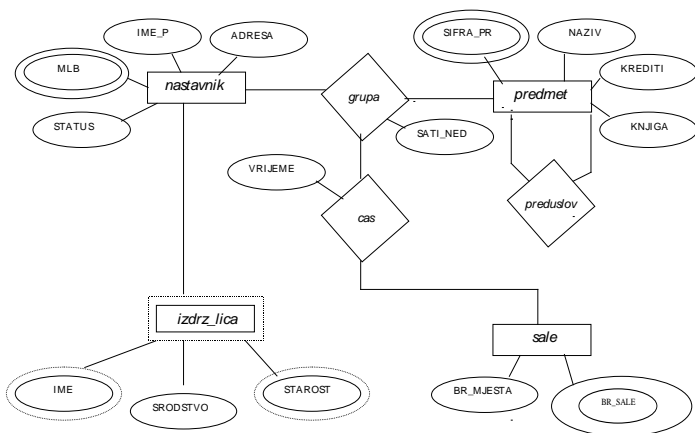 IME_P
ADRESA
SIFRA_PR
NAZIV
MLB
nastavnik
grupa
predmet
KREDITI
STATUS
SATI_NED
KNJIGA
VRIJEME
cas
preduslov
izdrz_lica
sale
IME
SRODSTVO
STAROST
BR_MJESTA
BR_SALE